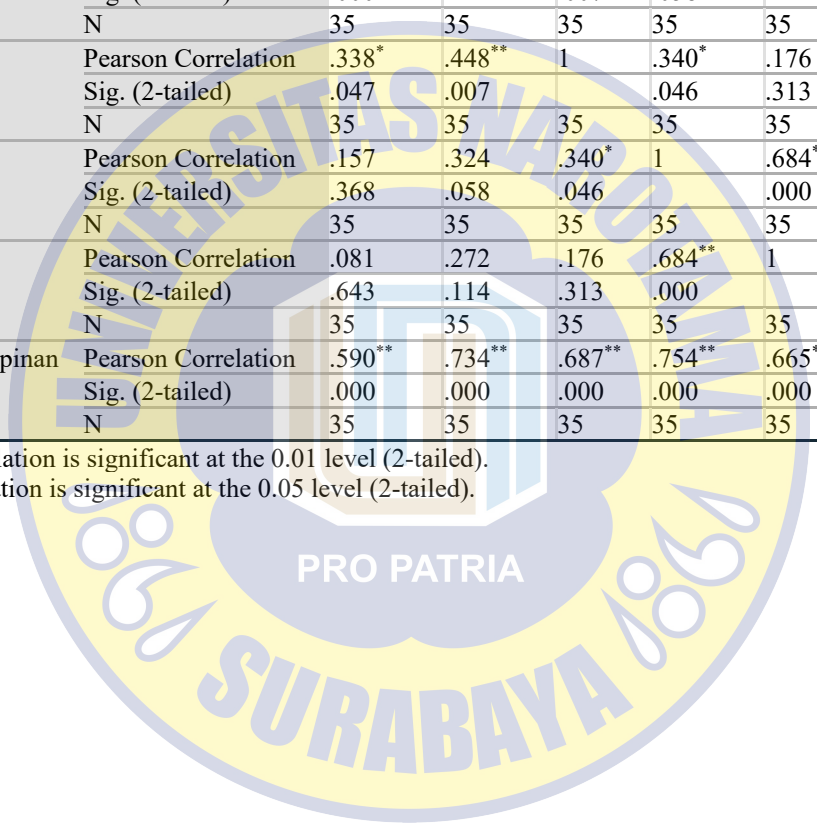 N 35 35 35 35 35
Pearson Correlation .338* .448** 1 .340* .176
Sig. (2-tailed) .047 .007 .046 .313
N 35 35 35 35 35
Pearson Correlation .157 .324 .340* 1 .684*
Sig. (2-tailed) .368 .058 .046 .000
N 35 35 35 35 35
Pearson Correlation .081 .272 .176 .684** 1
Sig. (2-tailed) .643 .114 .313 .000
N 35 35 35 35 35
pinan Pearson Correlation .590** .734** .687** .754** .665*
Sig. (2-tailed) .000 .000 .000 .000 .000
N 35 35 35 35 35
ation is significant at the 0.01 level (2-tailed).
tion is significant at the 0.05 level (2-tailed).
UNIVERSITAS NAROTAMA
PRO PATRIA
SURABAYA